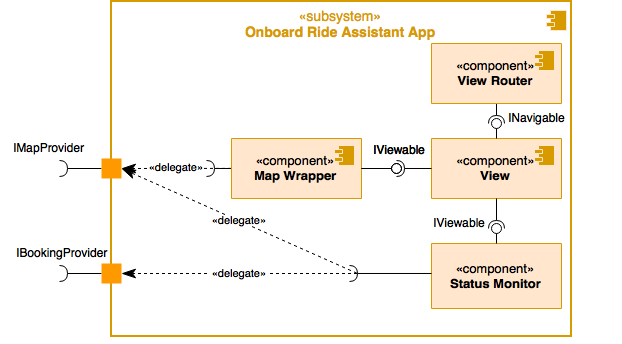 «subsystem»
Onboard Ride Assistant App
«component»
View Router
INavigable
IMapProvider
«delegate»
«component»
Map Wrapper
IViewable
«component»
View
«delegate»
IViewable
IBookingProvider
«delegate»
«component»
Status Monitor